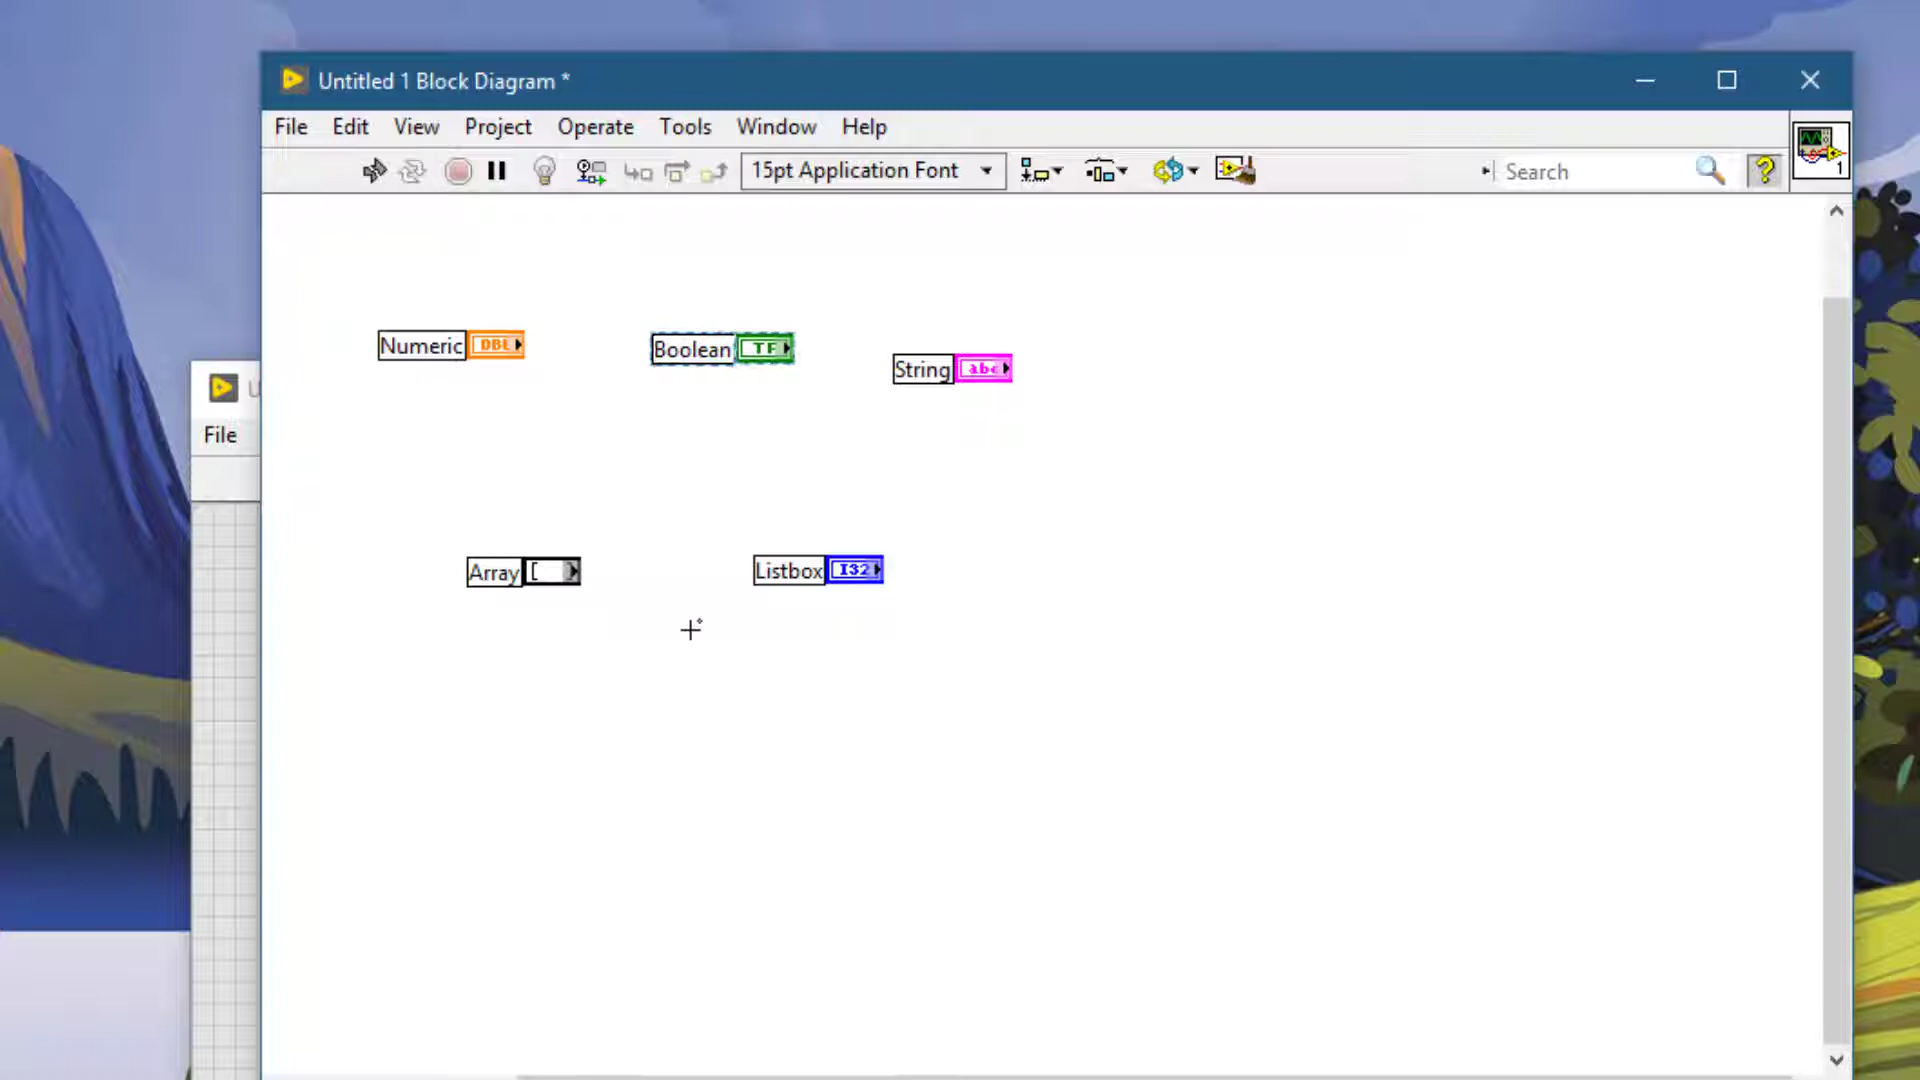 Untitled 1 Block Diagram *
File Edit View Project Operate Tools Window Help
15pt Application Font
Search
?
1
Numeric DBL
Boolean TF
String abc
U
File
Array [
Listbox I32